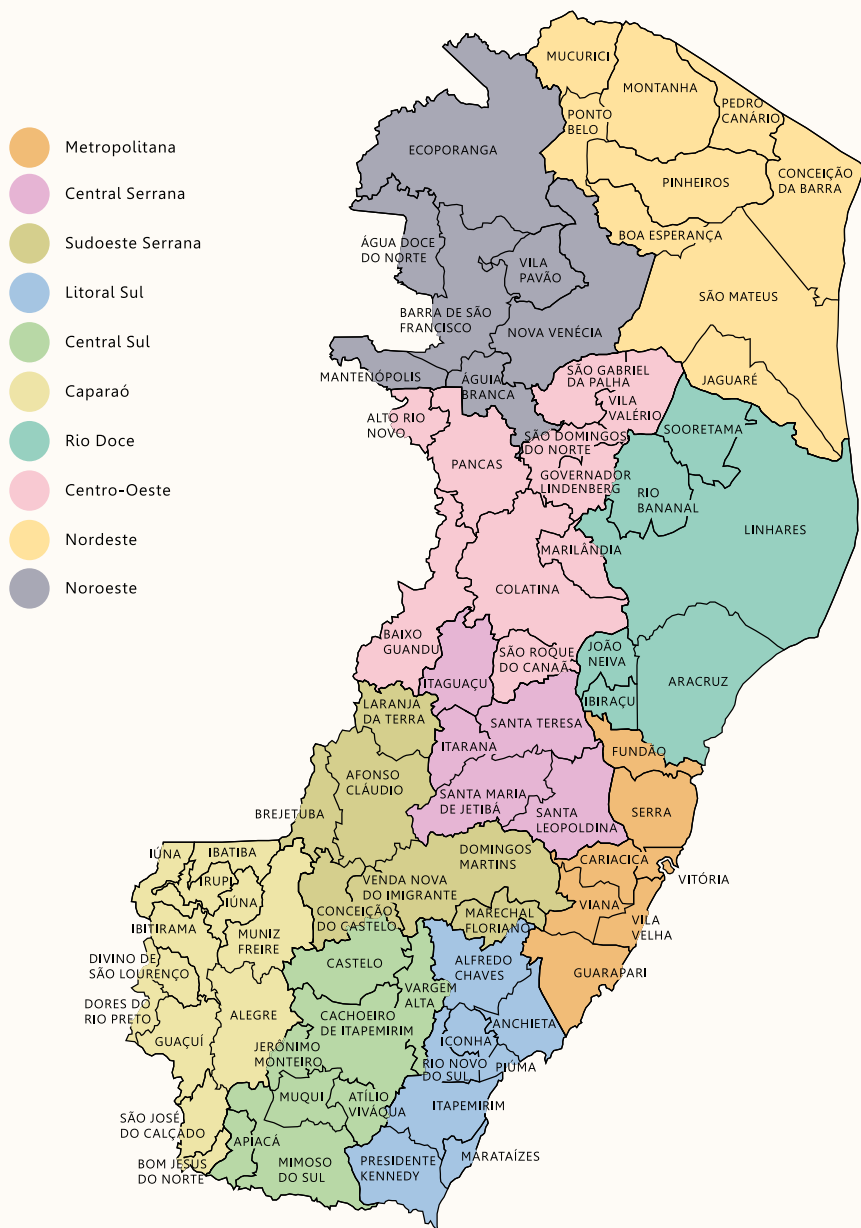 Metropolitana
Central Serrana
Sudoeste Serrana
Litoral Sul
Central Sul
Caparaó
Rio Doce
Centro-Oeste
Nordeste
Noroeste
MUCURICI
MONTANHA
PEDRO
CANÁRIO
PONTO
BELO
ECOPORANGA
PINHEIROS
CONCEIÇÃO
DA BARRA
BOA ESPERANÇA
ÁGUA DOCE
DO NORTE
VILA
PAVÃO
SÃO MATEUS
BARRA DE SÃO
FRANCISCO
NOVA VENÉCIA
MANTENÓPOLIS
ÁGUIA
BRANCA
SÃO GABRIEL
DA PALHA
JAGUARÉ
VILA
VALÉRIO
ALTO RIO
NOVO
SÃO DOMINGOS
DO NORTE
SOORETAMA
PANCAS
GOVERNADOR
LINDENBERG
RIO
BANANAL
LINHARES
MARILÂNDIA
COLATINA
BAIXO
GUANDU
SÃO ROQUE
DO CANAÃ
JOÃO
NEIVA
ITAGUAÇU
IBIRAÇU
ARACRUZ
LARANJA
DA TERRA
SANTA TERESA
ITARANA
FUNDÃO
AFONSO
CLÁUDIO
SANTA MARIA
DE JETIBÁ
SANTA
LEOPOLDINA
SERRA
BREJETUBA
DOMINGOS
MARTINS
CARIACICA
VITÓRIA
IÚNA
IBATIBA
IRUPI
IÚNA
VENDA NOVA
DO IMIGRANTE
VIANA
VILA
VELHA
CONCEIÇÃO
DO CASTELO
MARECHAL
FLORIANO
IBITIRAMA
MUNIZ
FREIRE
DIVINO DE
SÃO LOURENÇO
CASTELO
ALFREDO
CHAVES
GUARAPARI
VARGEM
ALTA
DORES DO
RIO PRETO
ALEGRE
CACHOEIRO
DE ITAPEMIRIM
ANCHIETA
GUAÇUÍ
JERÔNIMO
MONTEIRO
ICONHA
RIO NOVO
DO SUL
PIÚMA
MUQUI
ATÍLIO
VIVÁQUA
ITAPEMIRIM
SÃO JOSÉ
DO CALÇADO
APIACÁ
BOM JESUS
DO NORTE
MIMOSO
DO SUL
PRESIDENTE
KENNEDY
MARATAÍZES